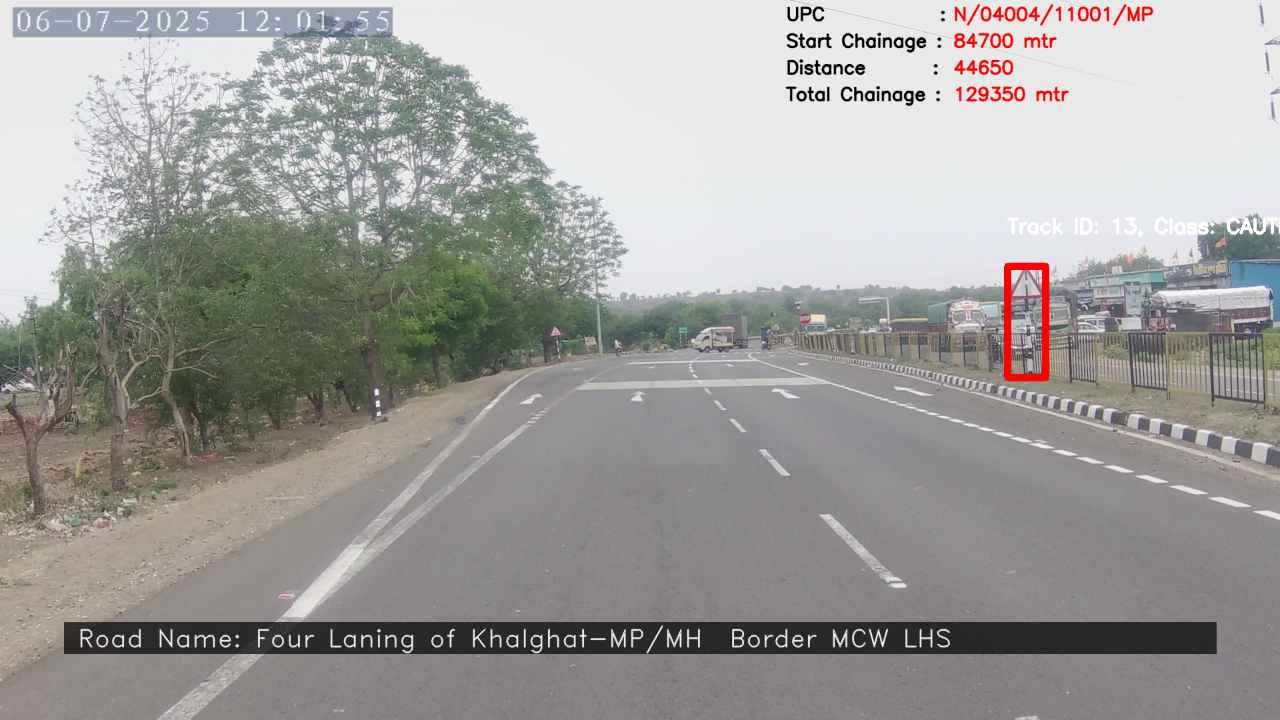 06-07-2025 12:01:55
UPC : N/04004/11001/MP
Start Chainage : 84700 mtr
Distance : 44650
Total Chainage : 129350 mtr
Track ID: 13, Class: CAUT
Road Name: Four Laning of Khalghat-MP/MH Border MCW LHS